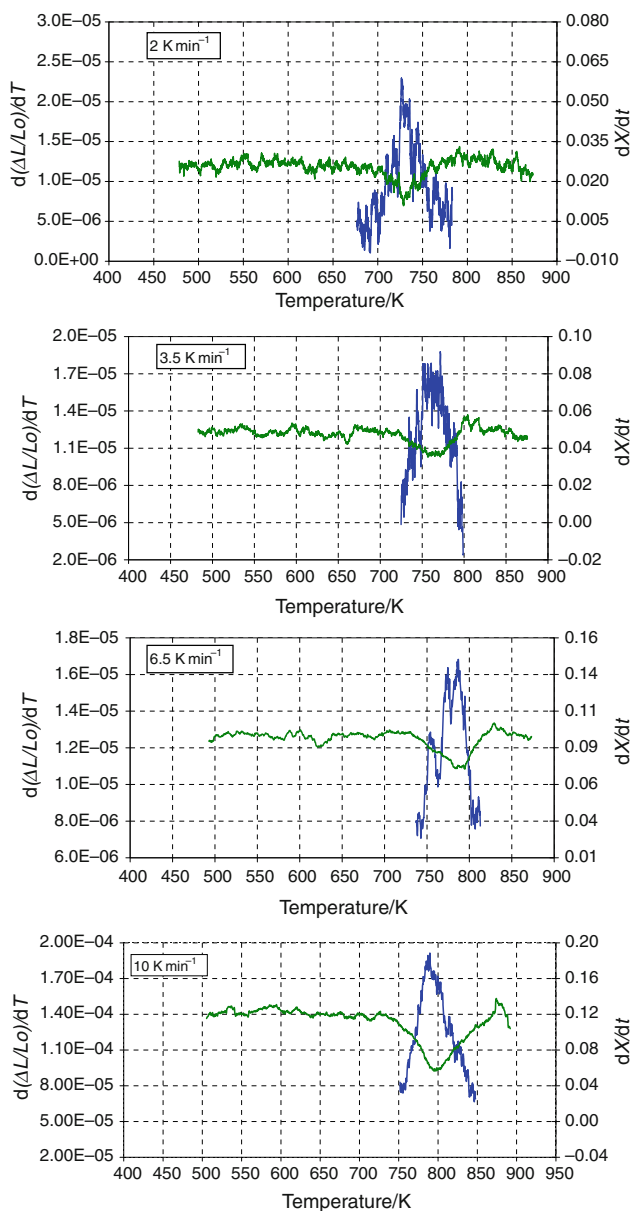 2 K min⁻¹
d(ΔL/Lo)/dT
3.0E−05
2.5E−05
2.0E−05
1.5E−05
1.0E−05
5.0E−06
0.0E+00
0.080
0.065
0.050
0.035
0.020
0.005
−0.010
dX/dt
400 450 500 550 600 650 700 750 800 850 900
Temperature/K
3.5 K min⁻¹
d(ΔL/Lo)/dT
2.0E−05
1.7E−05
1.4E−05
1.1E−05
8.0E−06
5.0E−06
2.0E−06
0.10
0.08
0.06
0.04
0.02
0.00
−0.02
dX/dt
400 450 500 550 600 650 700 750 800 850 900
Temperature/K
6.5 K min⁻¹
d(ΔL/Lo)/dT
1.8E−05
1.6E−05
1.4E−05
1.2E−05
1.0E−05
8.0E−06
6.0E−06
0.16
0.14
0.11
0.09
0.06
0.04
0.01
dX/dt
400 450 500 550 600 650 700 750 800 850 900
Temperature/K
10 K min⁻¹
d(ΔL/Lo)/dT
2.00E−04
1.70E−04
1.40E−04
1.10E−04
8.00E−05
5.00E−05
2.00E−05
0.20
0.16
0.12
0.08
0.04
0.00
−0.04
dX/dt
400 450 500 550 600 650 700 750 800 850 900 950
Temperature/K